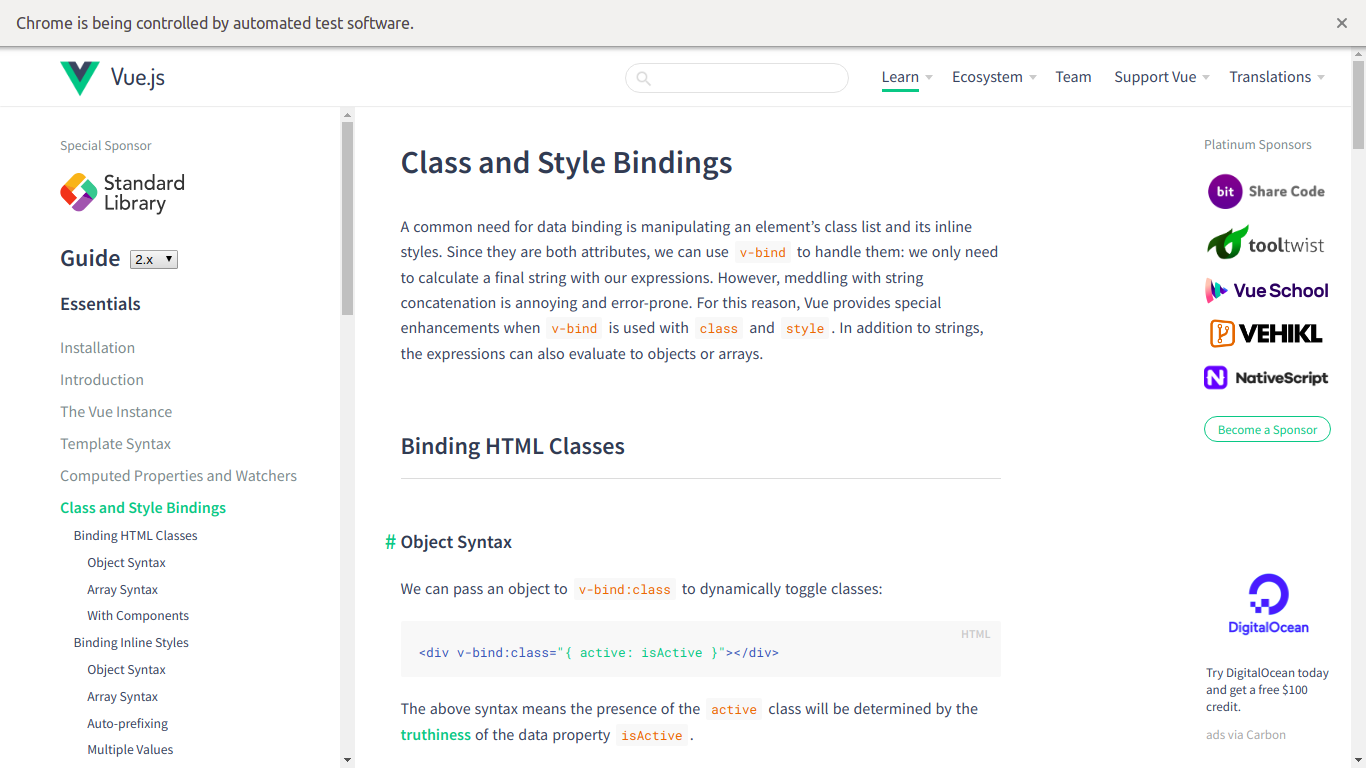 Chrome is being controlled by automated test software.
Vue.js
Learn
Ecosystem
Team
Support Vue
Translations
Special Sponsor
Standard
Library
Guide
2.x
Essentials
Installation
Introduction
The Vue Instance
Template Syntax
Computed Properties and Watchers
Class and Style Bindings
Binding HTML Classes
Object Syntax
Array Syntax
With Components
Binding Inline Styles
Object Syntax
Array Syntax
Auto-prefixing
Multiple Values
Class and Style Bindings
A common need for data binding is manipulating an element’s class list and its inline
styles. Since they are both attributes, we can use v-bind to handle them: we only need
to calculate a final string with our expressions. However, meddling with string
concatenation is annoying and error-prone. For this reason, Vue provides special
enhancements when v-bind is used with class and style. In addition to strings,
the expressions can also evaluate to objects or arrays.
Binding HTML Classes
# Object Syntax
We can pass an object to v-bind:class to dynamically toggle classes:
HTML
<div v-bind:class="{ active: isActive }"></div>
The above syntax means the presence of the active class will be determined by the
truthiness of the data property isActive.
Platinum Sponsors
bit Share Code
tooltwist
Vue School
VEHIKL
NativeScript
Become a Sponsor
DigitalOcean
Try DigitalOcean today
and get a free $100
credit.
ads via Carbon